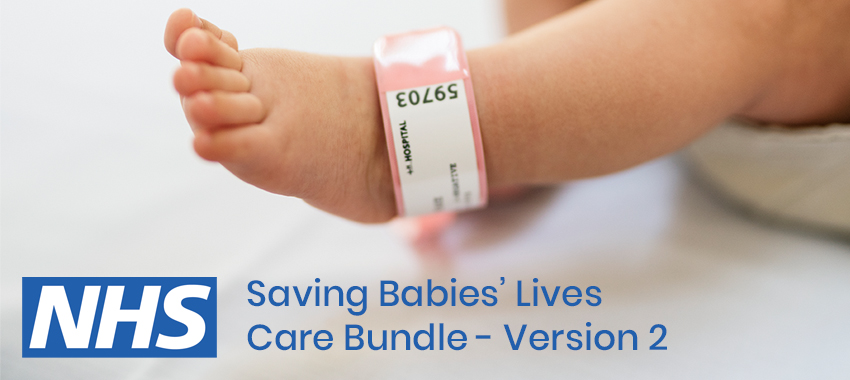 59703
HOSPITAL
NHS
Saving Babies’ Lives
Care Bundle - Version 2